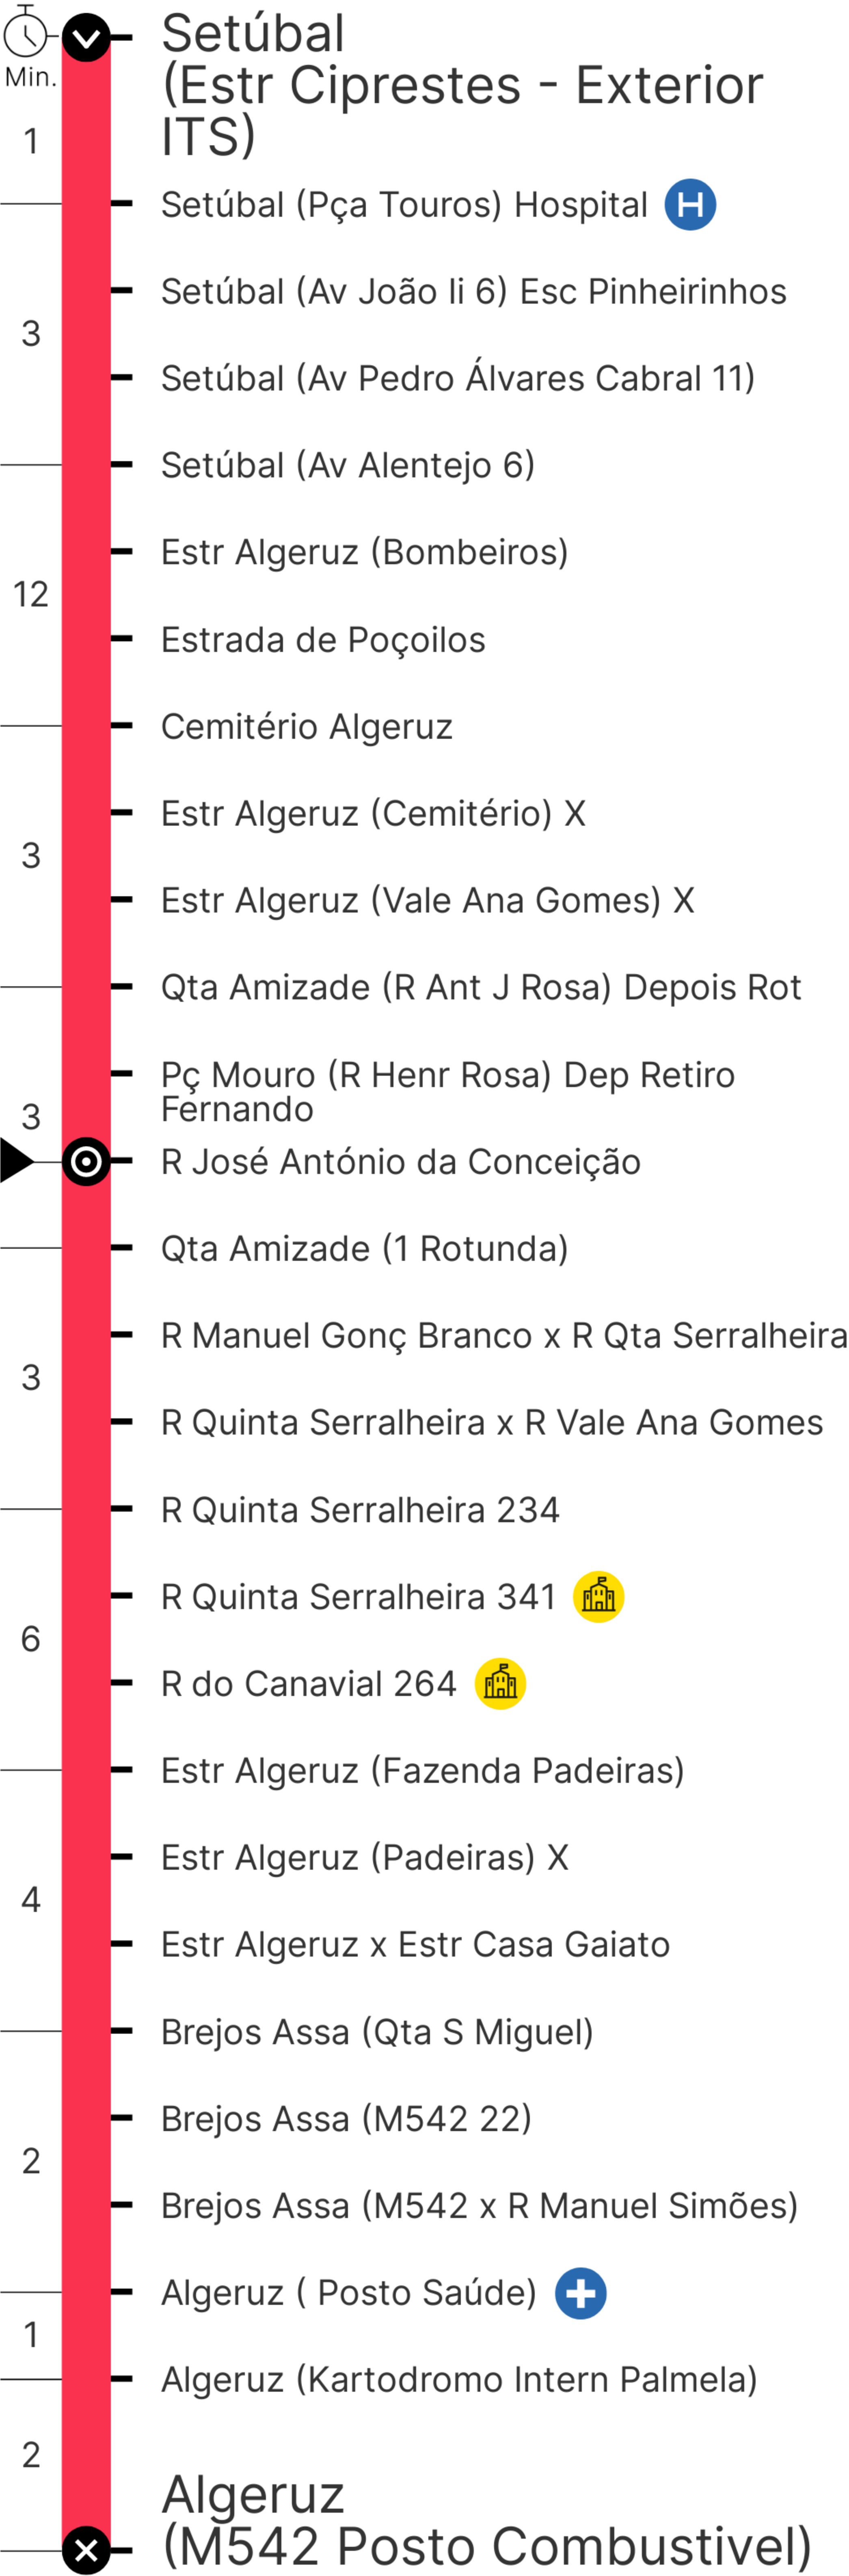 Min.
Setúbal
(Estr Ciprestes - Exterior
ITS)
1
Setúbal (Pça Touros) Hospital H
Setúbal (Av João Ii 6) Esc Pinheirinhos
3
Setúbal (Av Pedro Álvares Cabral 11)
Setúbal (Av Alentejo 6)
Estr Algeruz (Bombeiros)
12
Estrada de Poçoilos
Cemitério Algeruz
Estr Algeruz (Cemitério) X
3
Estr Algeruz (Vale Ana Gomes) X
Qta Amizade (R Ant J Rosa) Depois Rot
Pç Mouro (R Henr Rosa) Dep Retiro
Fernando
3
R José António da Conceição
Qta Amizade (1 Rotunda)
R Manuel Gonç Branco x R Qta Serralheira
3
R Quinta Serralheira x R Vale Ana Gomes
R Quinta Serralheira 234
R Quinta Serralheira 341
6
R do Canavial 264
Estr Algeruz (Fazenda Padeiras)
Estr Algeruz (Padeiras) X
4
Estr Algeruz x Estr Casa Gaiato
Brejos Assa (Qta S Miguel)
Brejos Assa (M542 22)
2
Brejos Assa (M542 x R Manuel Simões)
Algeruz ( Posto Saúde)
1
Algeruz (Kartodromo Intern Palmela)
2
Algeruz
(M542 Posto Combustivel)